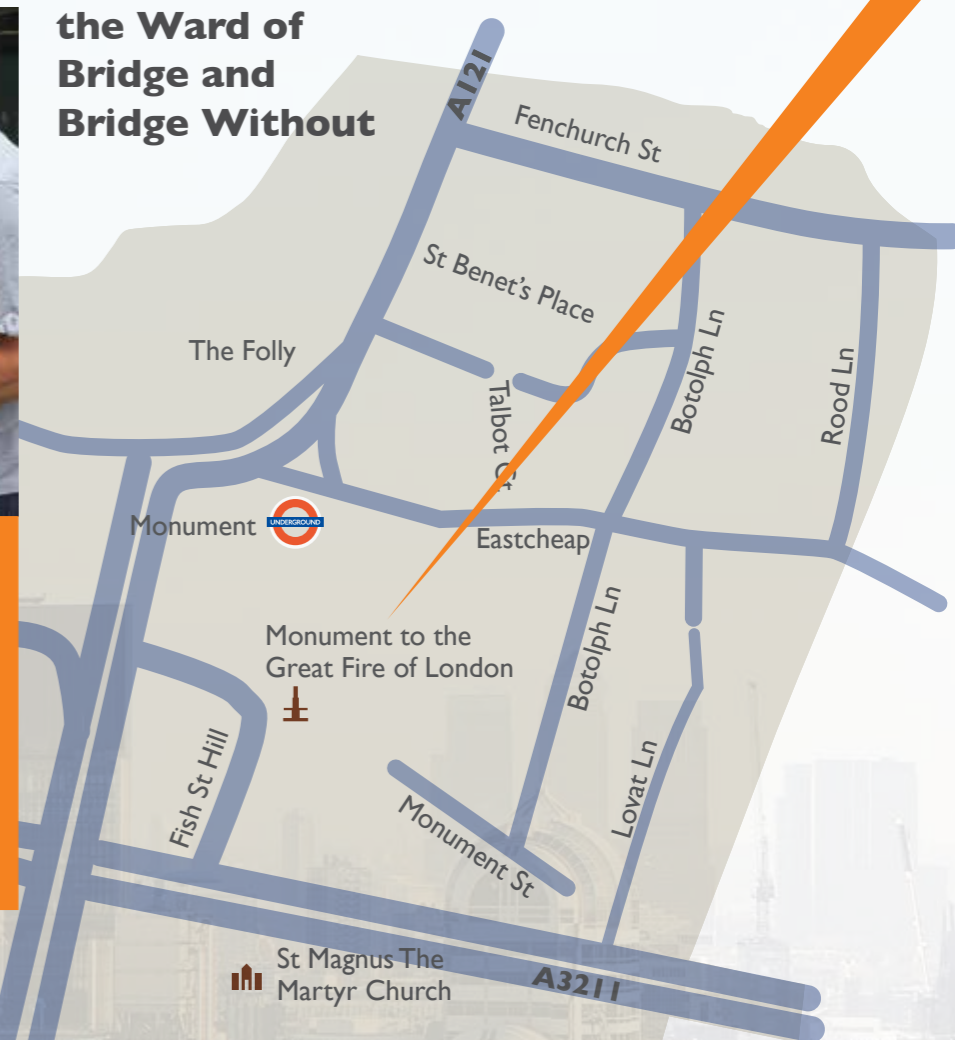 the Ward of
Bridge and
Bridge Without
A121
Fenchurch St
St Benet's Place
The Folly
Botolph Ln
Rood Ln
Talbot Ct
Monument
UNDERGROUND
Eastcheap
Monument to the
Great Fire of London
Botolph Ln
Fish St Hill
Lovat Ln
Monument St
St Magnus The
Martyr Church
A3211